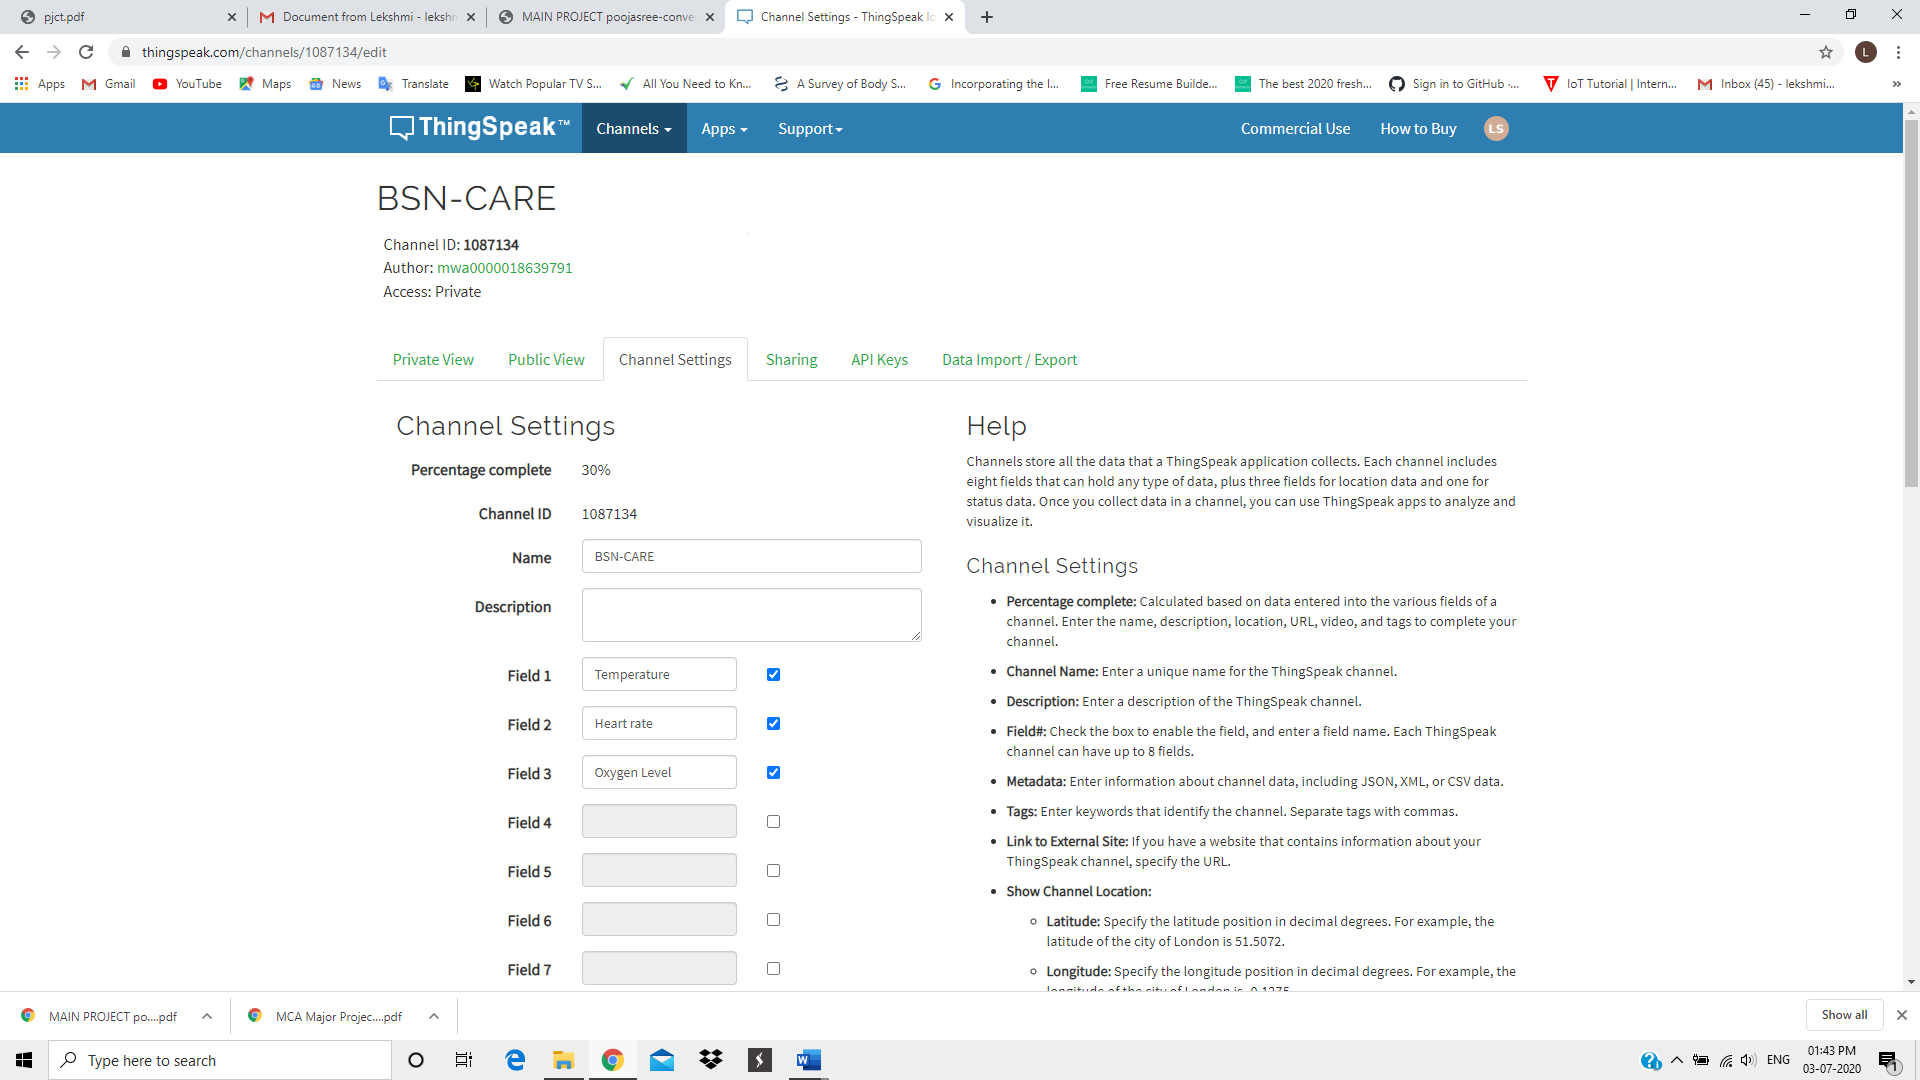 pjct.pdf
Document from Lekshmi - lekshm
MAIN PROJECT poojasree-conve
Channel Settings - ThingSpeak Io
thingspeak.com/channels/1087134/edit
L
Apps
Gmail
YouTube
Maps
News
Translate
Watch Popular TV S...
All You Need to Kn...
A Survey of Body S...
Incorporating the I...
Free Resume Builde...
The best 2020 fresh...
Sign in to GitHub ·...
IoT Tutorial | Intern...
Inbox (45) - lekshmi...
»
ThingSpeak™
Channels
Apps
Support
Commercial Use
How to Buy
LS
BSN-CARE
Channel ID: 1087134
Author: mwa0000018639791
Access: Private
Private View
Public View
Channel Settings
Sharing
API Keys
Data Import / Export
Channel Settings
Percentage complete 30%
Channel ID 1087134
Name BSN-CARE
Description
Field 1 Temperature
Field 2 Heart rate
Field 3 Oxygen Level
Field 4
Field 5
Field 6
Field 7
Help
Channels store all the data that a ThingSpeak application collects. Each channel includes
eight fields that can hold any type of data, plus three fields for location data and one for
status data. Once you collect data in a channel, you can use ThingSpeak apps to analyze and
visualize it.
Channel Settings
Percentage complete: Calculated based on data entered into the various fields of a
channel. Enter the name, description, location, URL, video, and tags to complete your
channel.
Channel Name: Enter a unique name for the ThingSpeak channel.
Description: Enter a description of the ThingSpeak channel.
Field#: Check the box to enable the field, and enter a field name. Each ThingSpeak
channel can have up to 8 fields.
Metadata: Enter information about channel data, including JSON, XML, or CSV data.
Tags: Enter keywords that identify the channel. Separate tags with commas.
Link to External Site: If you have a website that contains information about your
ThingSpeak channel, specify the URL.
Show Channel Location:
Latitude: Specify the latitude position in decimal degrees. For example, the
latitude of the city of London is 51.5072.
Longitude: Specify the longitude position in decimal degrees. For example, the
longitude of the city of London is -0.1275.
MAIN PROJECT po....pdf
MCA Major Projec....pdf
Show all
Type here to search
ENG
01:43 PM
03-07-2020
1